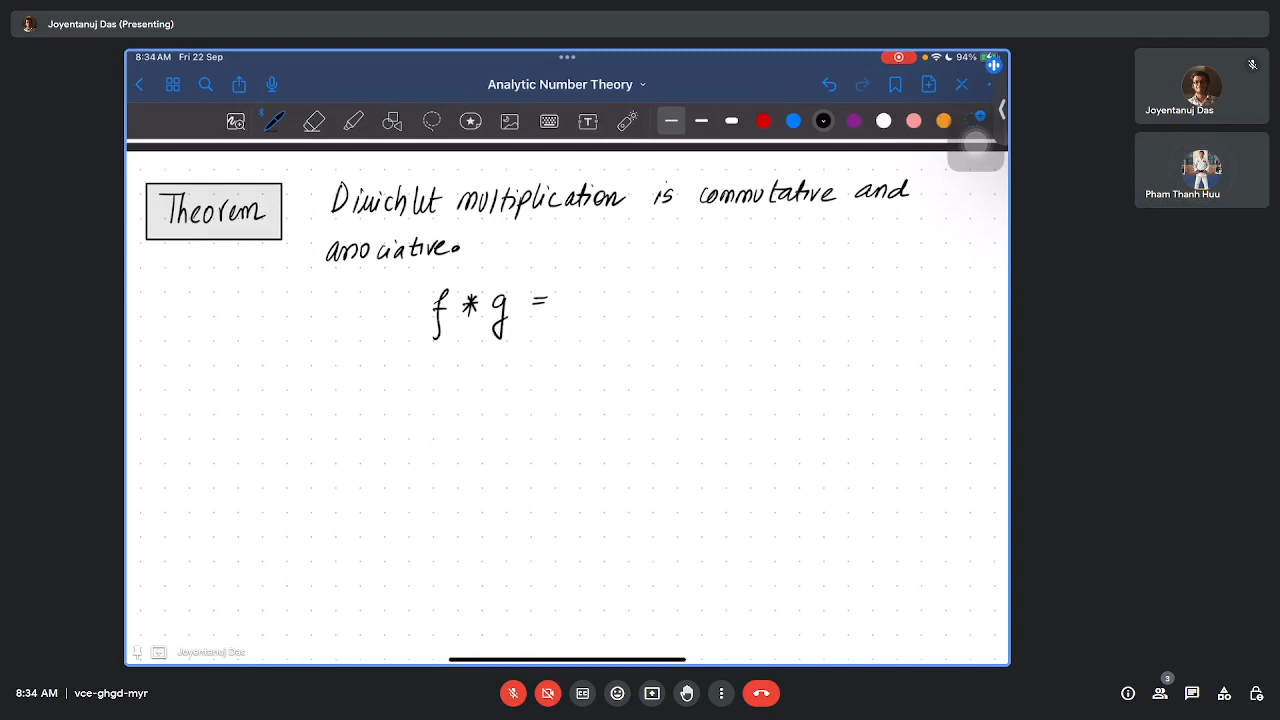 Joyentanuj Das (Presenting)
8:34 AM Fri 22 Sep
94%
Analytic Number Theory
Theorem
Dirichlet multiplication is commutative and
associative.
f * g =
Joyentanuj Das
Joyentanuj Das
Pham Thanh Huu
8:34 AM | vce-ghgd-myr
CC
3